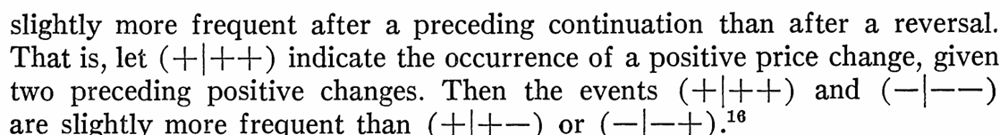 slightly more frequent after a preceding continuation than after a reversal.
That is, let (+|++) indicate the occurrence of a positive price change, given
two preceding positive changes. Then the events (+|++) and (−|−−)
are slightly more frequent than (+|+−) or (−|−+).¹⁶